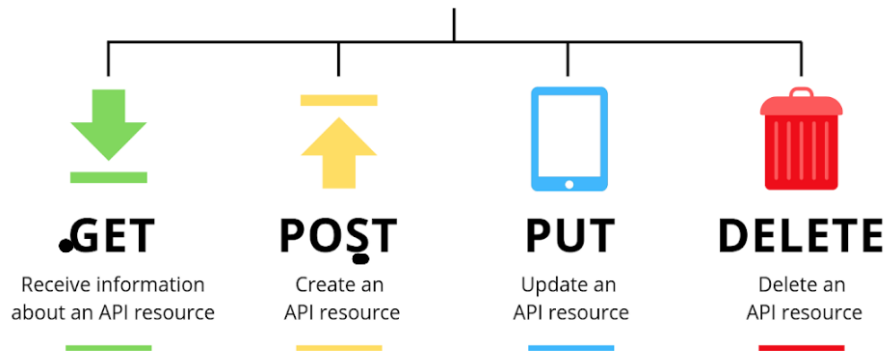 GET
POST
PUT
DELETE
Receive information
about an API resource
Create an
API resource
Update an
API resource
Delete an
API resource